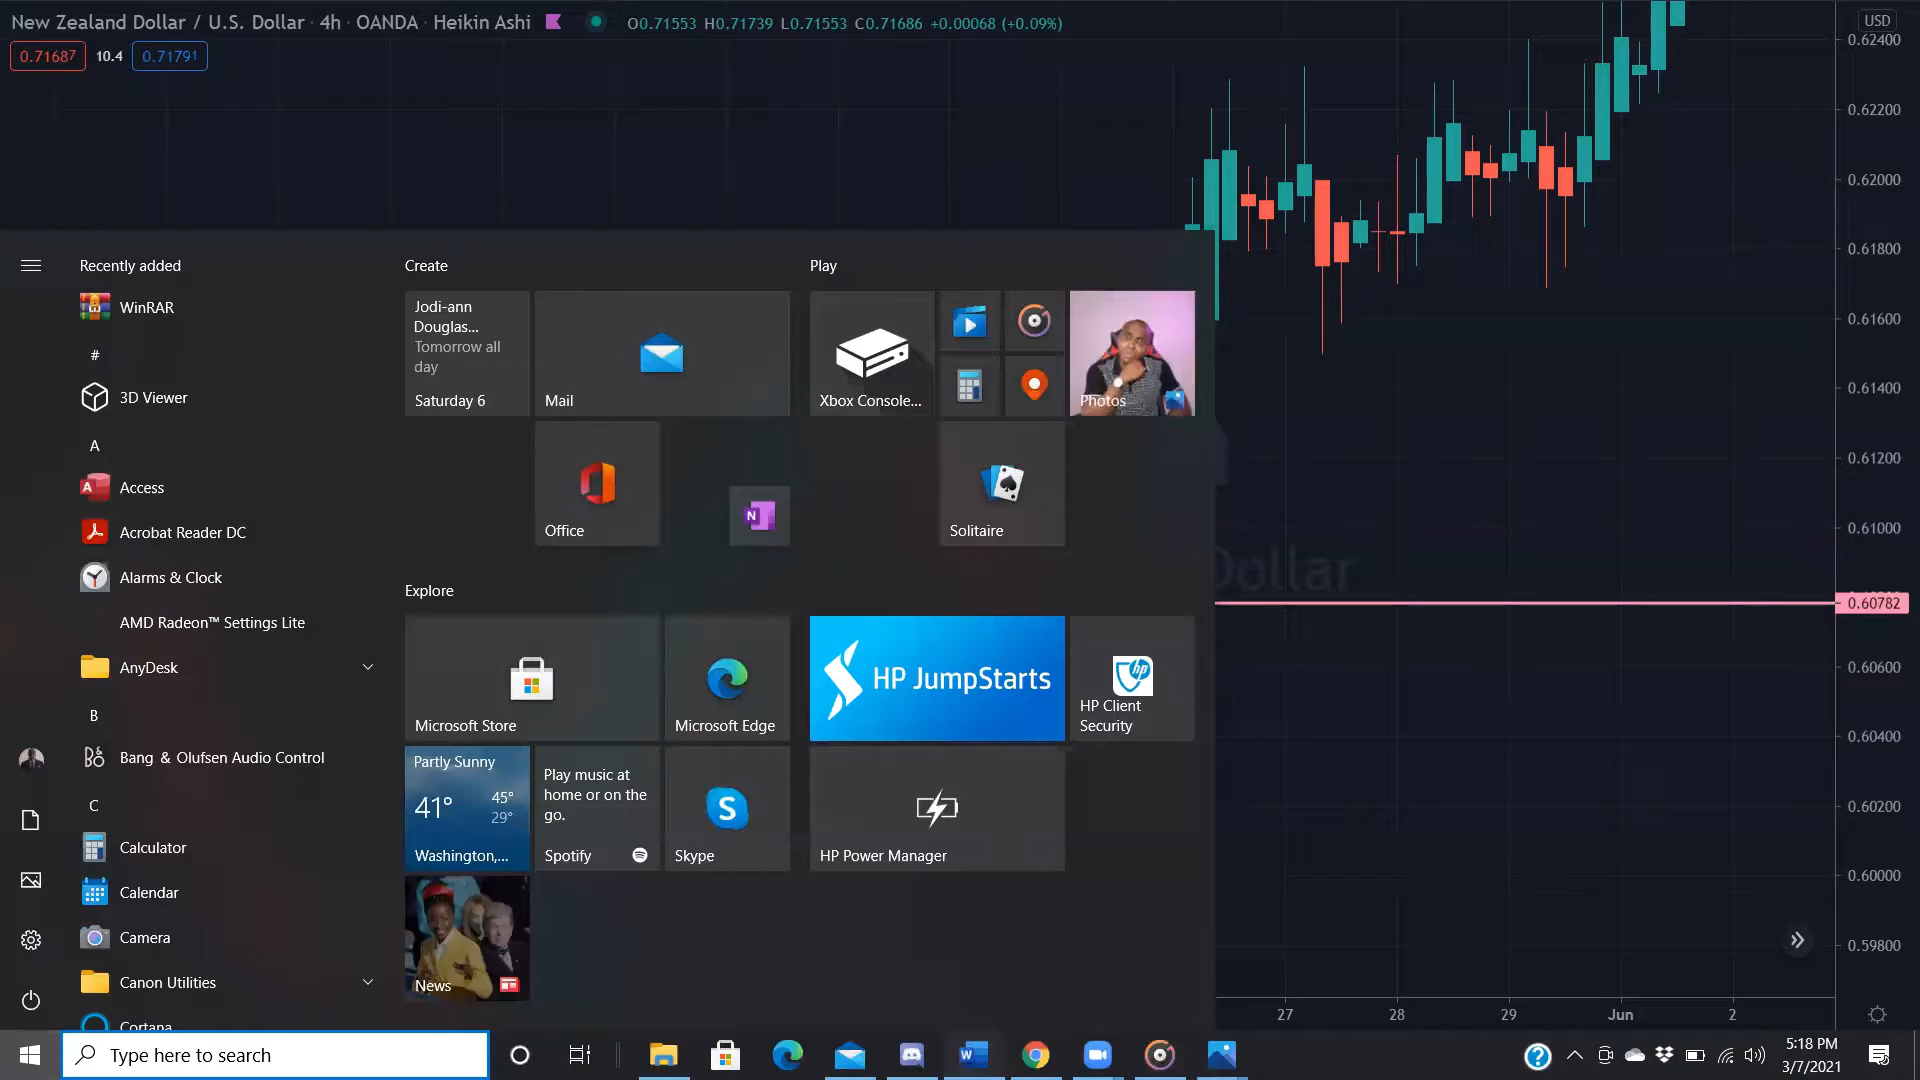 New Zealand Dollar / U.S. Dollar · 4h · OANDA · Heikin Ashi
O0.71553 H0.71739 L0.71553 C0.71686 +0.00068 (+0.09%)
0.71687 10.4 0.71791
USD
0.62400
0.62200
0.62000
0.61800
0.61600
0.61400
0.61200
0.61000
0.60782
0.60600
0.60400
0.60200
0.60000
0.59800
Dollar
27 28 29 Jun 2
Recently added
WinRAR
#
3D Viewer
A
Access
Acrobat Reader DC
Alarms & Clock
AMD Radeon™ Settings Lite
AnyDesk
B
Bang & Olufsen Audio Control
C
Calculator
Calendar
Camera
Canon Utilities
Cortana
Create
Jodi-ann
Douglas...
Tomorrow all
day
Saturday 6
Mail
Office
N
Play
Xbox Console...
Photos
Solitaire
Explore
Microsoft Store
Microsoft Edge
HP JumpStarts
hp
HP Client
Security
Partly Sunny
41° 45°
29°
Washington,...
Play music at
home or on the
go.
Spotify
S
Skype
HP Power Manager
News
Type here to search
W
5:18 PM
3/7/2021